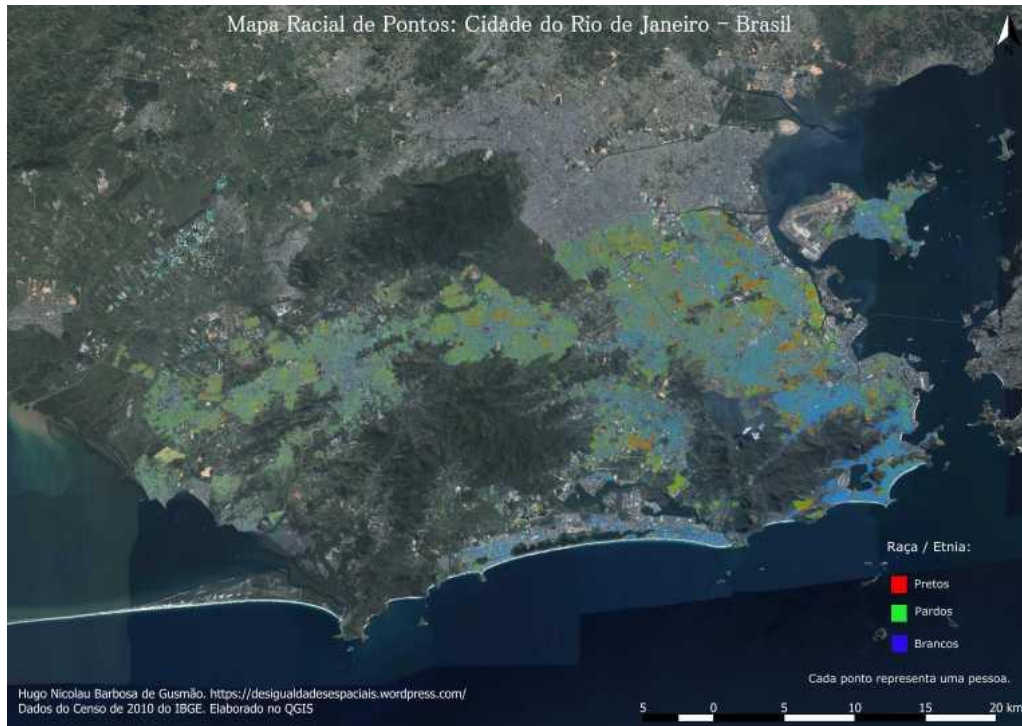 Mapa Racial de Pontos: Cidade do Rio de Janeiro - Brasil
N
Raça / Etnia:
Pretos
Pardos
Brancos
Cada ponto representa uma pessoa.
Hugo Nicolau Barbosa de Gusmão. https://desigualdadesespaciais.wordpress.com/
Dados do Censo de 2010 do IBGE. Elaborado no QGIS
5 0 5 10 15 20 km